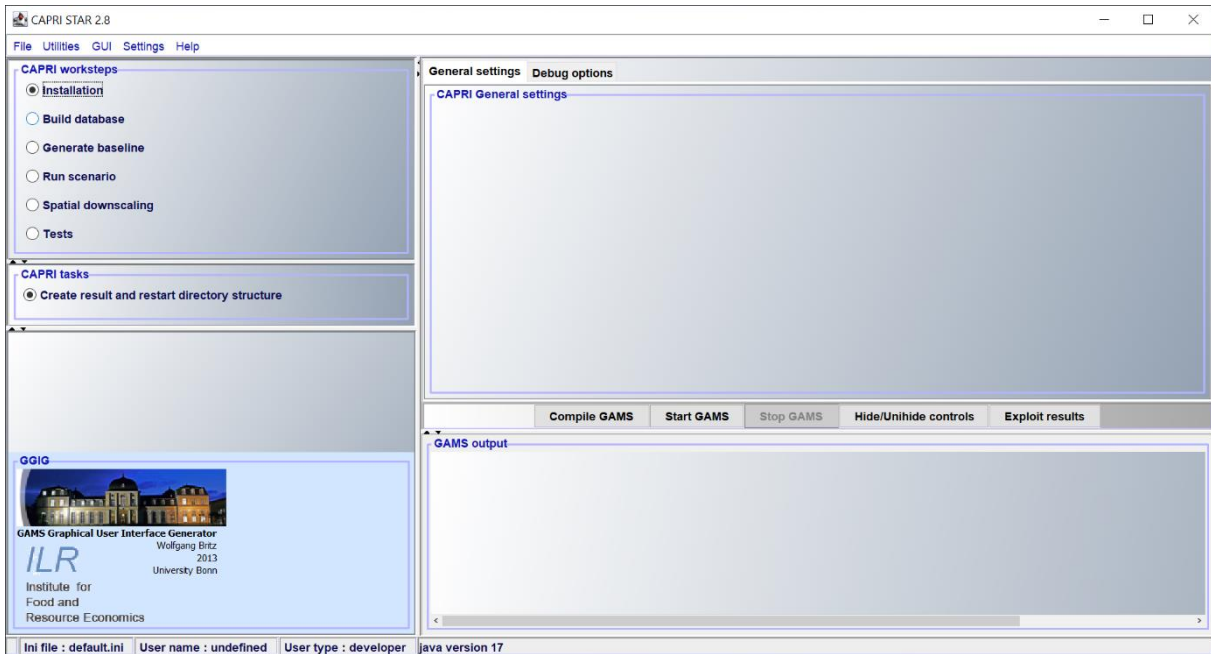 CAPRI STAR 2.8
File Utilities GUI Settings Help
CAPRI worksteps
Installation
Build database
Generate baseline
Run scenario
Spatial downscaling
Tests
CAPRI tasks
Create result and restart directory structure
GGIG
GAMS Graphical User Interface Generator
Wolfgang Britz
2013
University Bonn
ILR
Institute for
Food and
Resource Economics
General settings Debug options
CAPRI General settings
Compile GAMS Start GAMS Stop GAMS Hide/Unihide controls Exploit results
GAMS output
Ini file : default.ini User name : undefined User type : developer java version 17